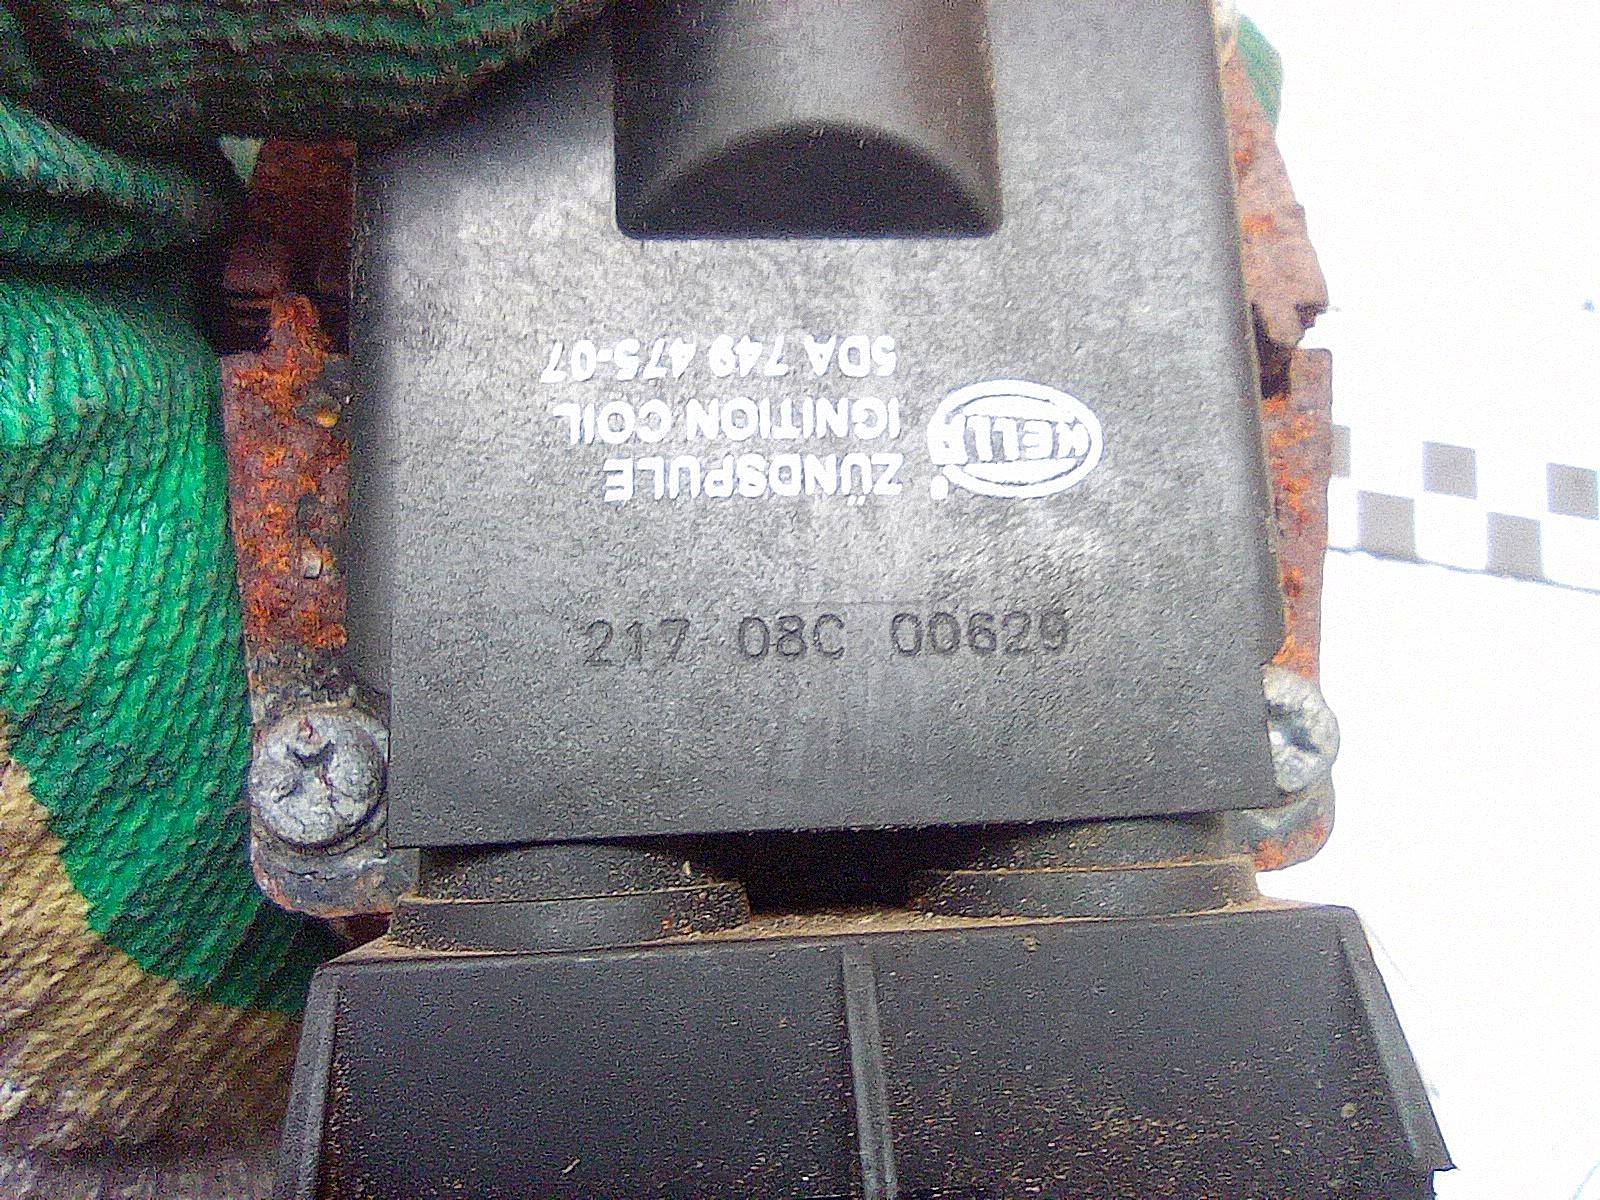 HELLA
ZÜNDSPULE
IGNITION COIL
5DA 749 475-07
217 08C 00629